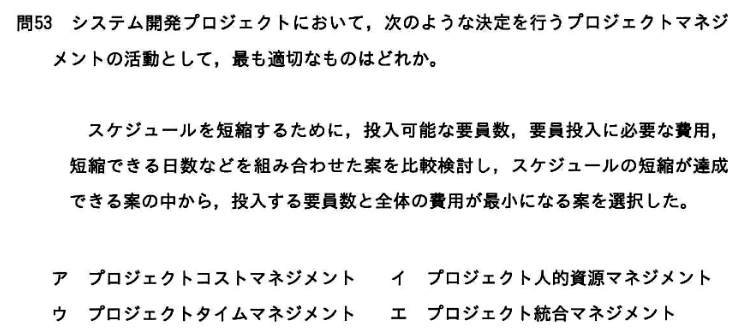 問53 システム開発プロジェクトにおいて，次のような決定を行うプロジェクトマネジ
メントの活動として，最も適切なものはどれか。
スケジュールを短縮するために，投入可能な要員数，要員投入に必要な費用，
短縮できる日数などを組み合わせた案を比較検討し，スケジュールの短縮が達成
できる案の中から，投入する要員数と全体の費用が最小になる案を選択した。
ア プロジェクトコストマネジメント イ プロジェクト人的資源マネジメント
ウ プロジェクトタイムマネジメント エ プロジェクト統合マネジメント